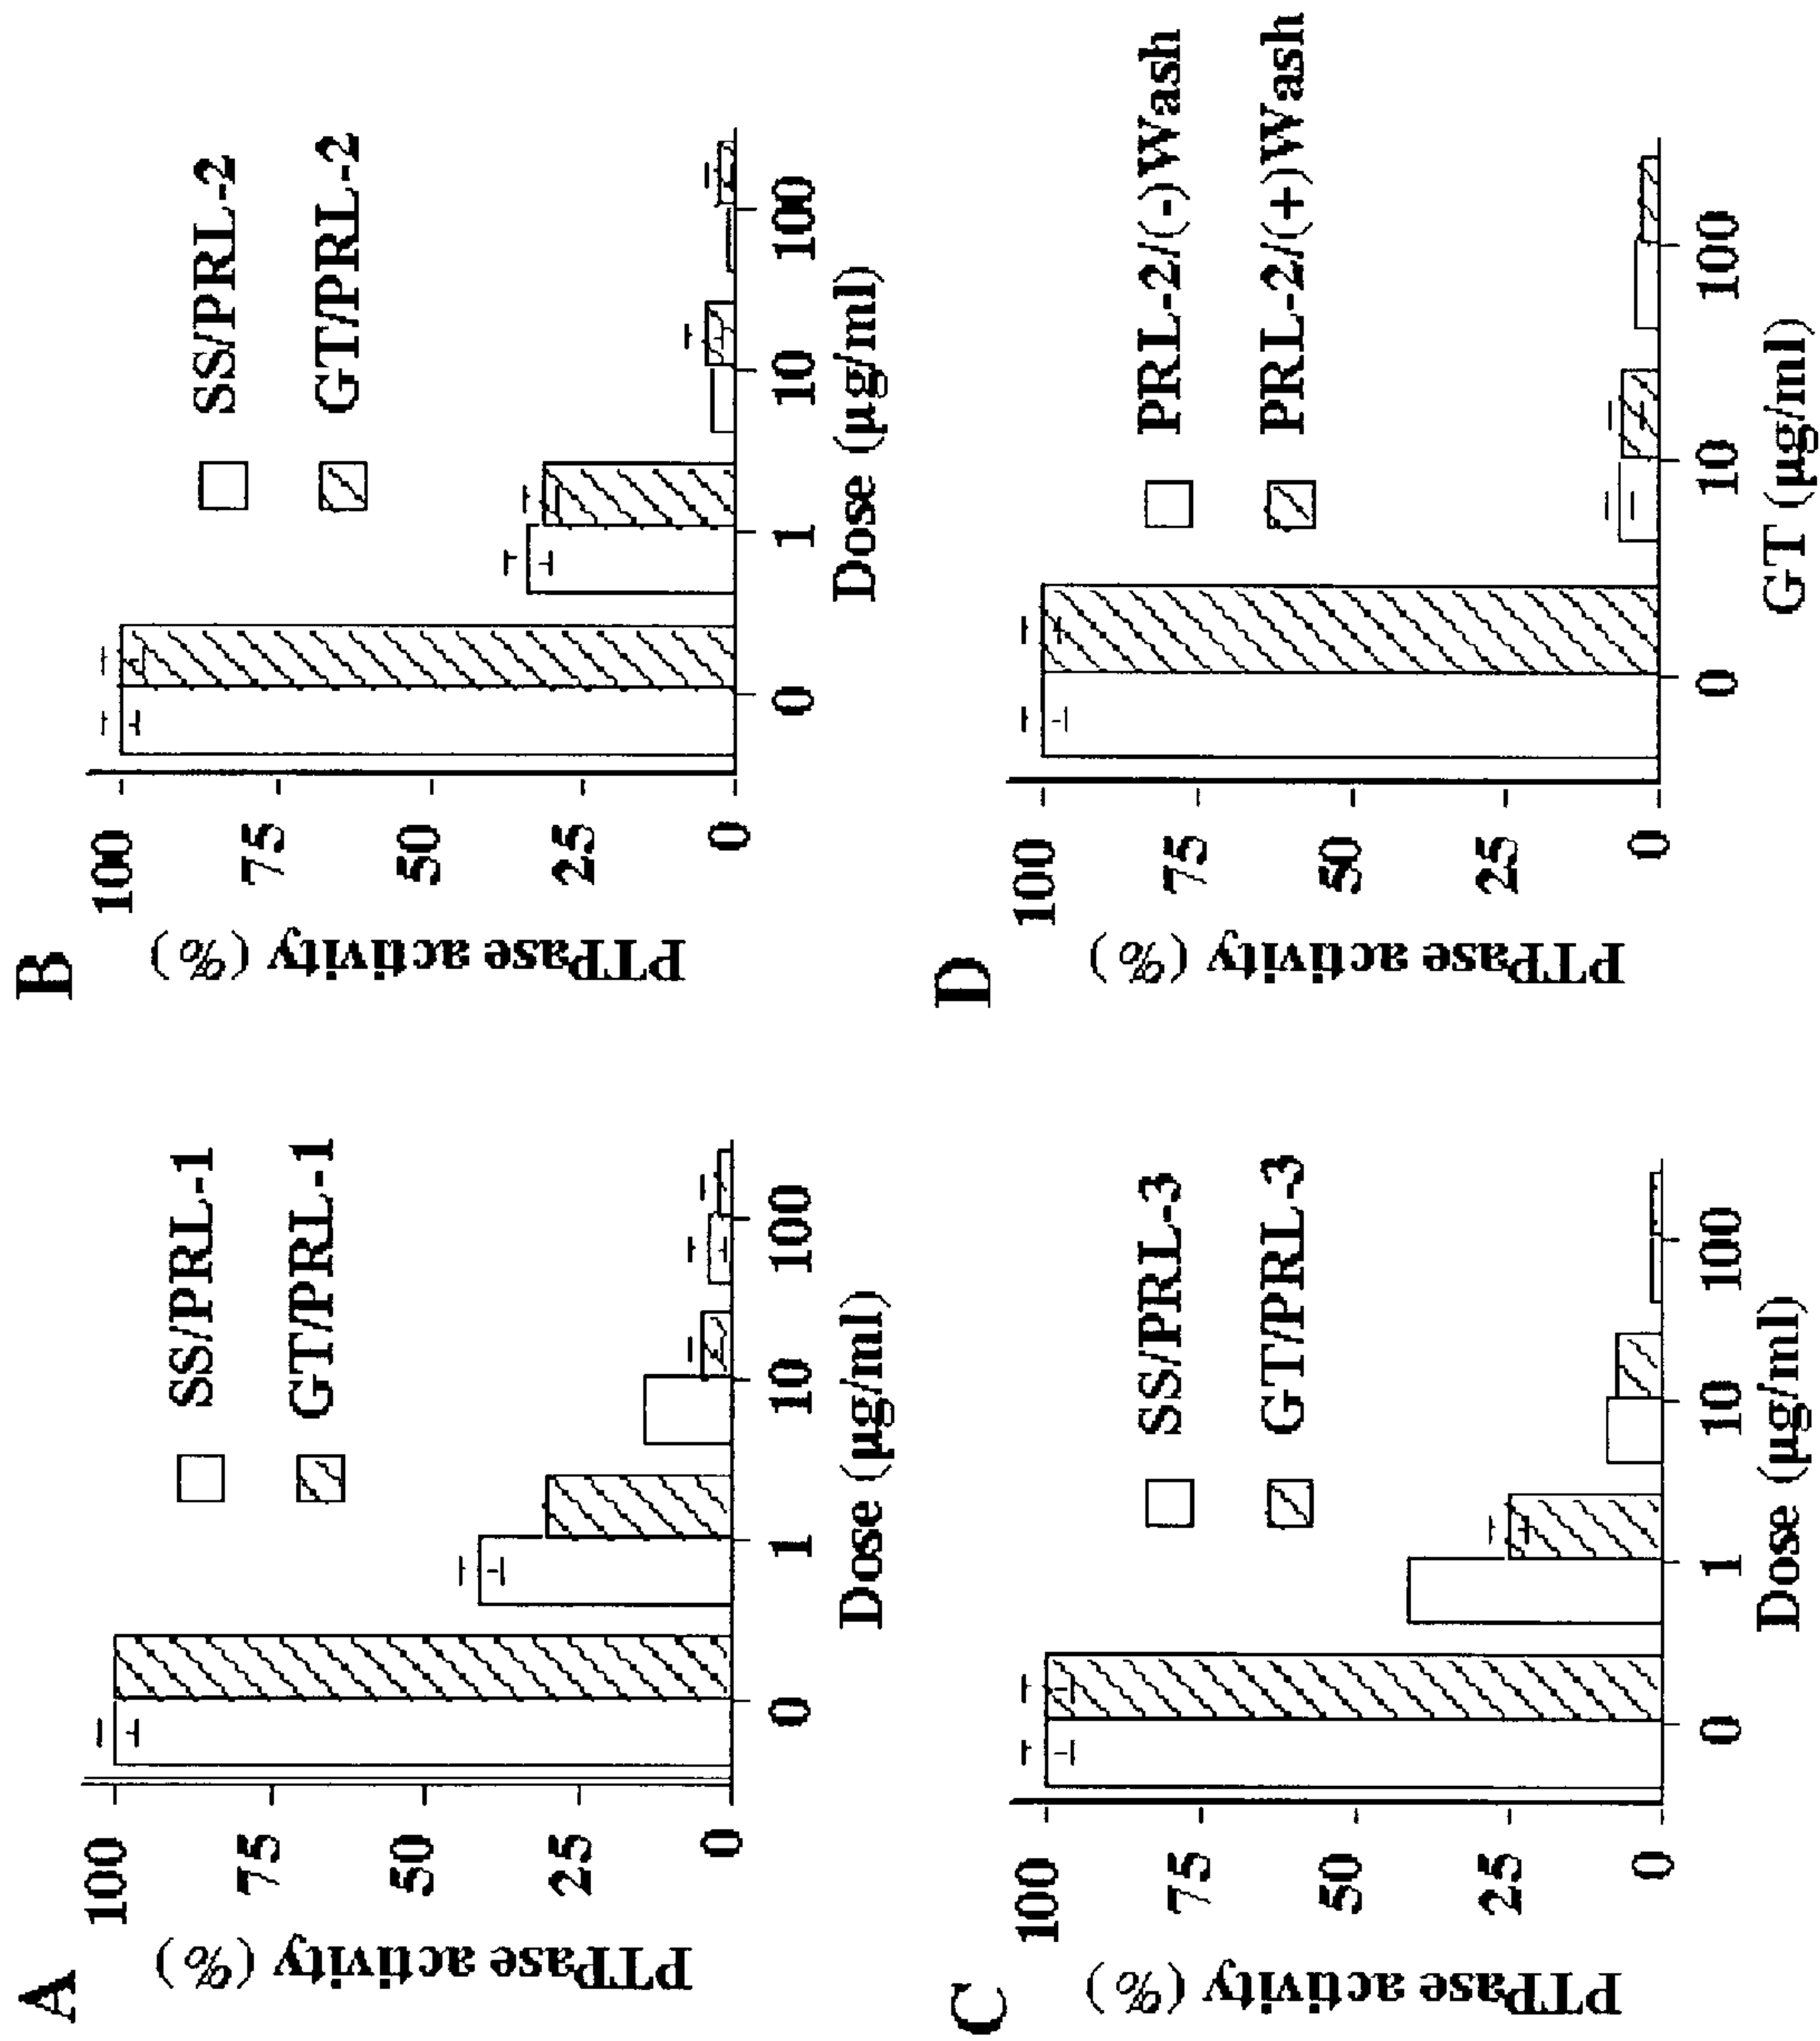 A
PTPase activity (%)
100
75
50
25
0
SS/PRL-1
GT/PRL-1
0 1 10 100
Dose (μg/ml)
B
PTPase activity (%)
100
75
50
25
0
SS/PRL-2
GT/PRL-2
0 1 10 100
Dose (μg/ml)
C
PTPase activity (%)
100
75
50
25
0
SS/PRL-3
GT/PRL-3
0 1 10 100
Dose (μg/ml)
D
PTPase activity (%)
100
75
50
25
0
PRL-2/(-)Wash
PRL-2/(+)Wash
0 10 100
GT (μg/ml)